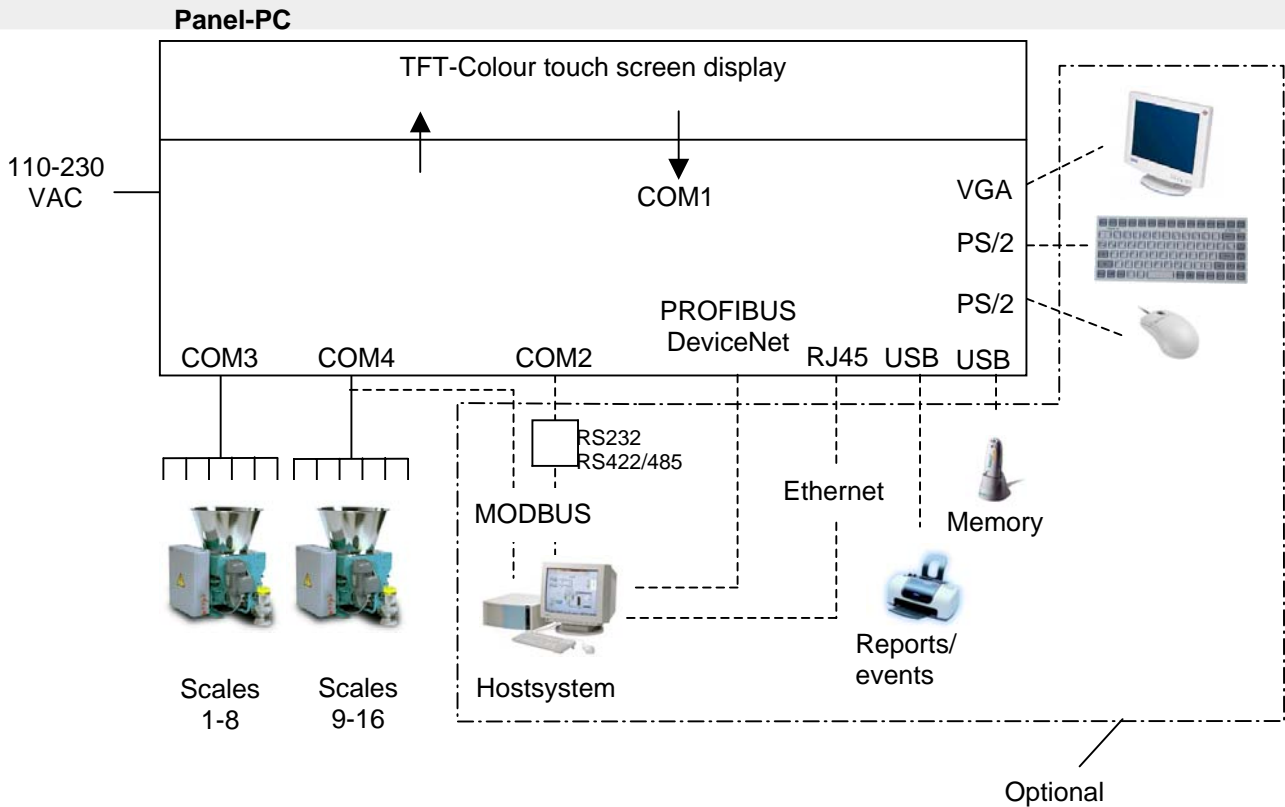 Panel-PC
TFT-Colour touch screen display
110-230
VAC
COM1
VGA
PS/2
PS/2
PROFIBUS
DeviceNet
COM3
COM4
COM2
RJ45
USB
USB
RS232
RS422/485
MODBUS
Ethernet
Memory
Reports/
events
Scales
1-8
Scales
9-16
Hostsystem
Optional